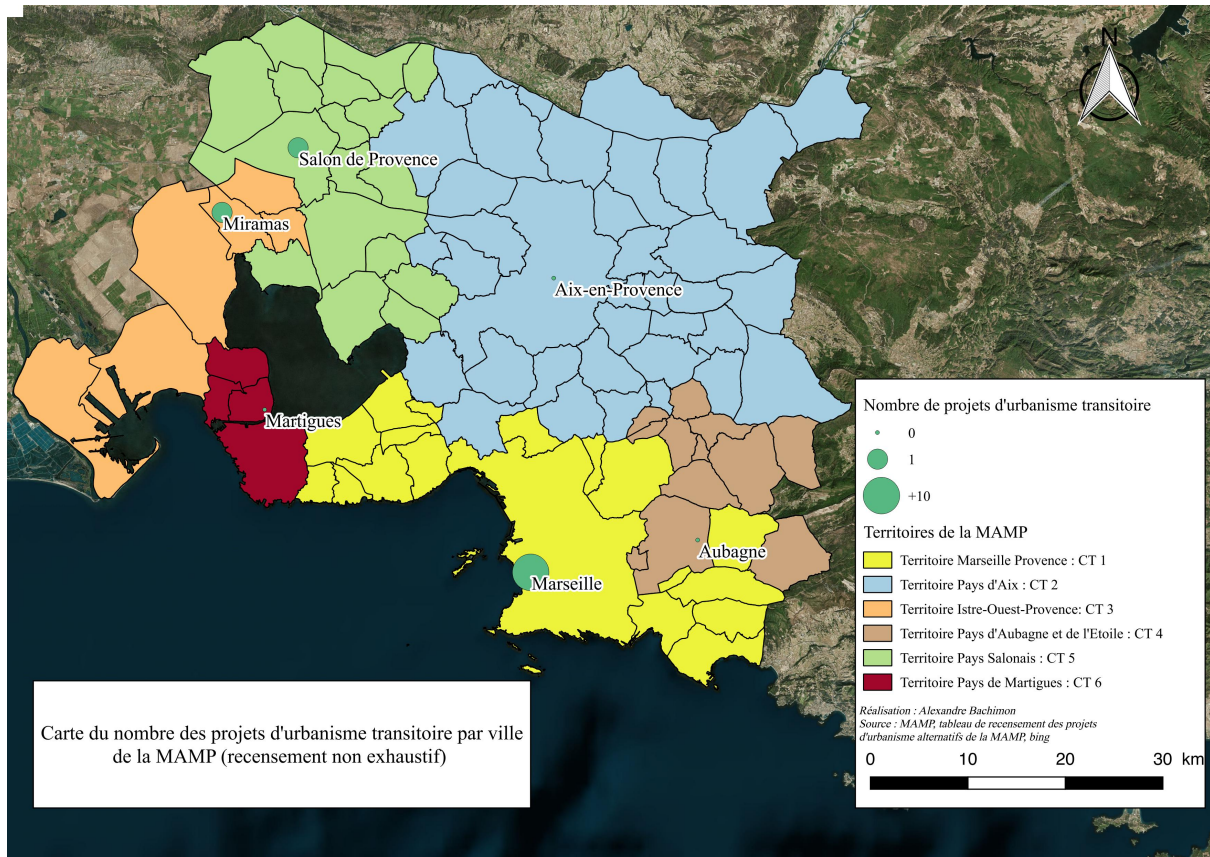 N
Salon de Provence
Miramas
Aix-en-Provence
Martigues
Aubagne
Marseille
Nombre de projets d'urbanisme transitoire
0
1
+10
Territoires de la MAMP
Territoire Marseille Provence : CT 1
Territoire Pays d'Aix : CT 2
Territoire Istre-Ouest-Provence: CT 3
Territoire Pays d'Aubagne et de l'Etoile : CT 4
Territoire Pays Salonais : CT 5
Territoire Pays de Martigues : CT 6
Réalisation : Alexandre Bachimon
Source : MAMP, tableau de recensement des projets
d'urbanisme alternatifs de la MAMP, bing
0 10 20 30 km
Carte du nombre des projets d'urbanisme transitoire par ville
de la MAMP (recensement non exhaustif)